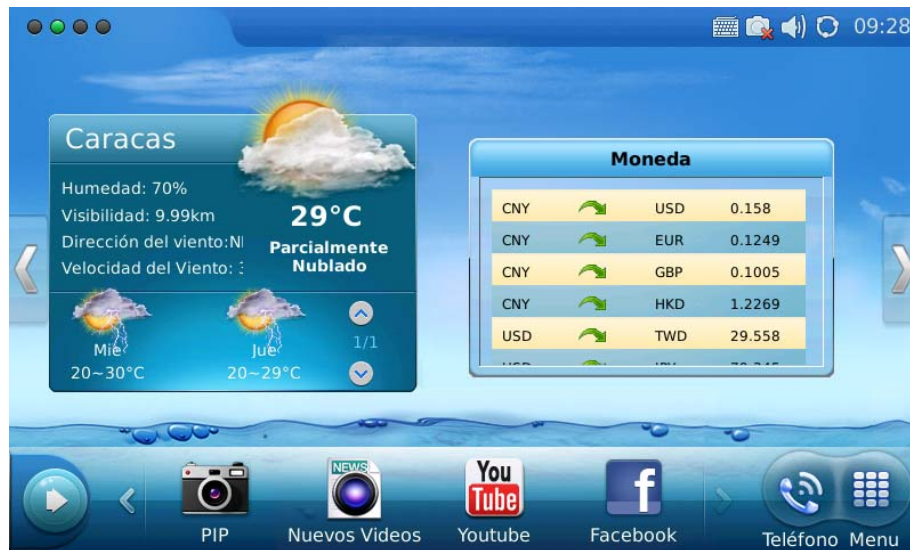 09:28
Caracas
Humedad: 70%
Visibilidad: 9.99km
Dirección del viento:
Velocidad del Viento:
29°C
Parcialmente
Nublado
Mié
20~30°C
Jue
20~29°C
1/1
Moneda
CNY USD 0.158
CNY EUR 0.1249
CNY GBP 0.1005
CNY HKD 1.2269
USD TWD 29.558
NEWS
You
Tube
f
PIP
Nuevos Videos
Youtube
Facebook
Teléfono
Menu